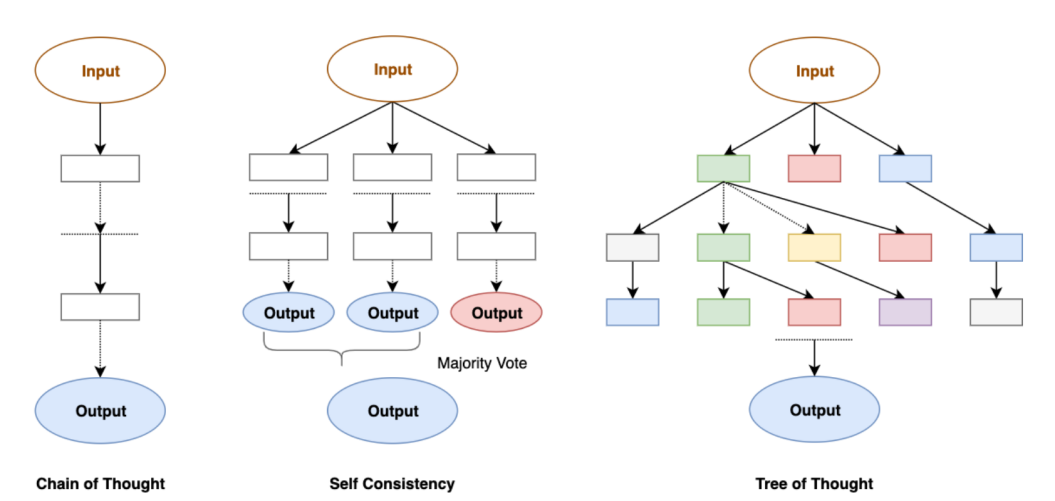 Input
Input
Input
Output
Output
Output
Majority Vote
Output
Output
Output
Chain of Thought
Self Consistency
Tree of Thought